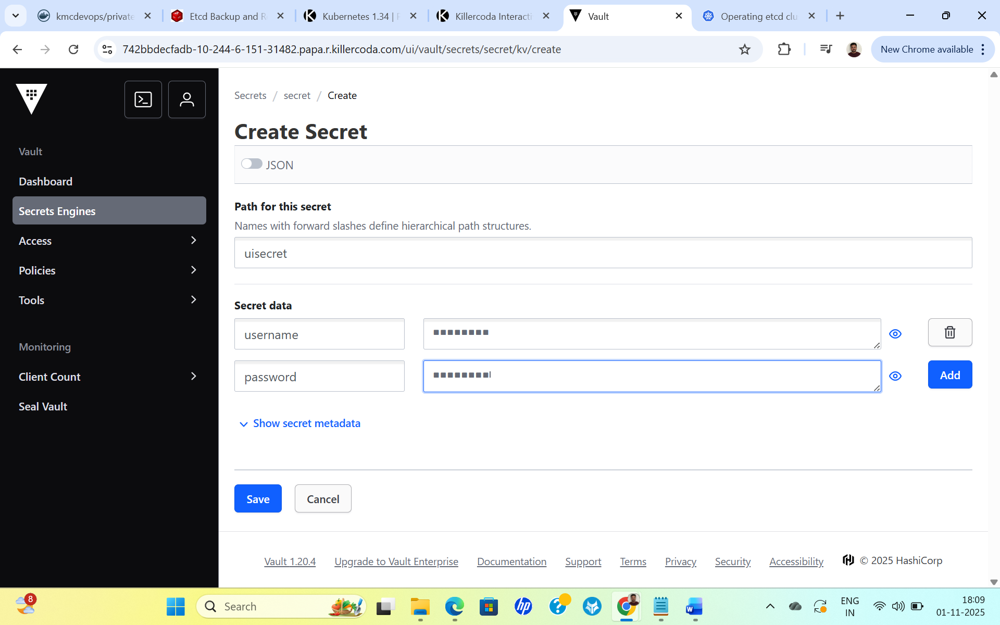 kmcdevops/private
Etcd Backup and R
Kubernetes 1.34 | F
Killercoda Interacti
Vault
Operating etcd clu
742bbdecfadb-10-244-6-151-31482.papa.r.killercoda.com/ui/vault/secrets/secret/kv/create
New Chrome available
Secrets / secret / Create
Create Secret
JSON
Path for this secret
Names with forward slashes define hierarchical path structures.
uisecret
Secret data
username
password
Add
Show secret metadata
Save
Cancel
Vault
Dashboard
Secrets Engines
Access
Policies
Tools
Monitoring
Client Count
Seal Vault
Vault 1.20.4
Upgrade to Vault Enterprise
Documentation
Support
Terms
Privacy
Security
Accessibility
© 2025 HashiCorp
8
Search
hp
?
W
ENG
IN
18:09
01-11-2025